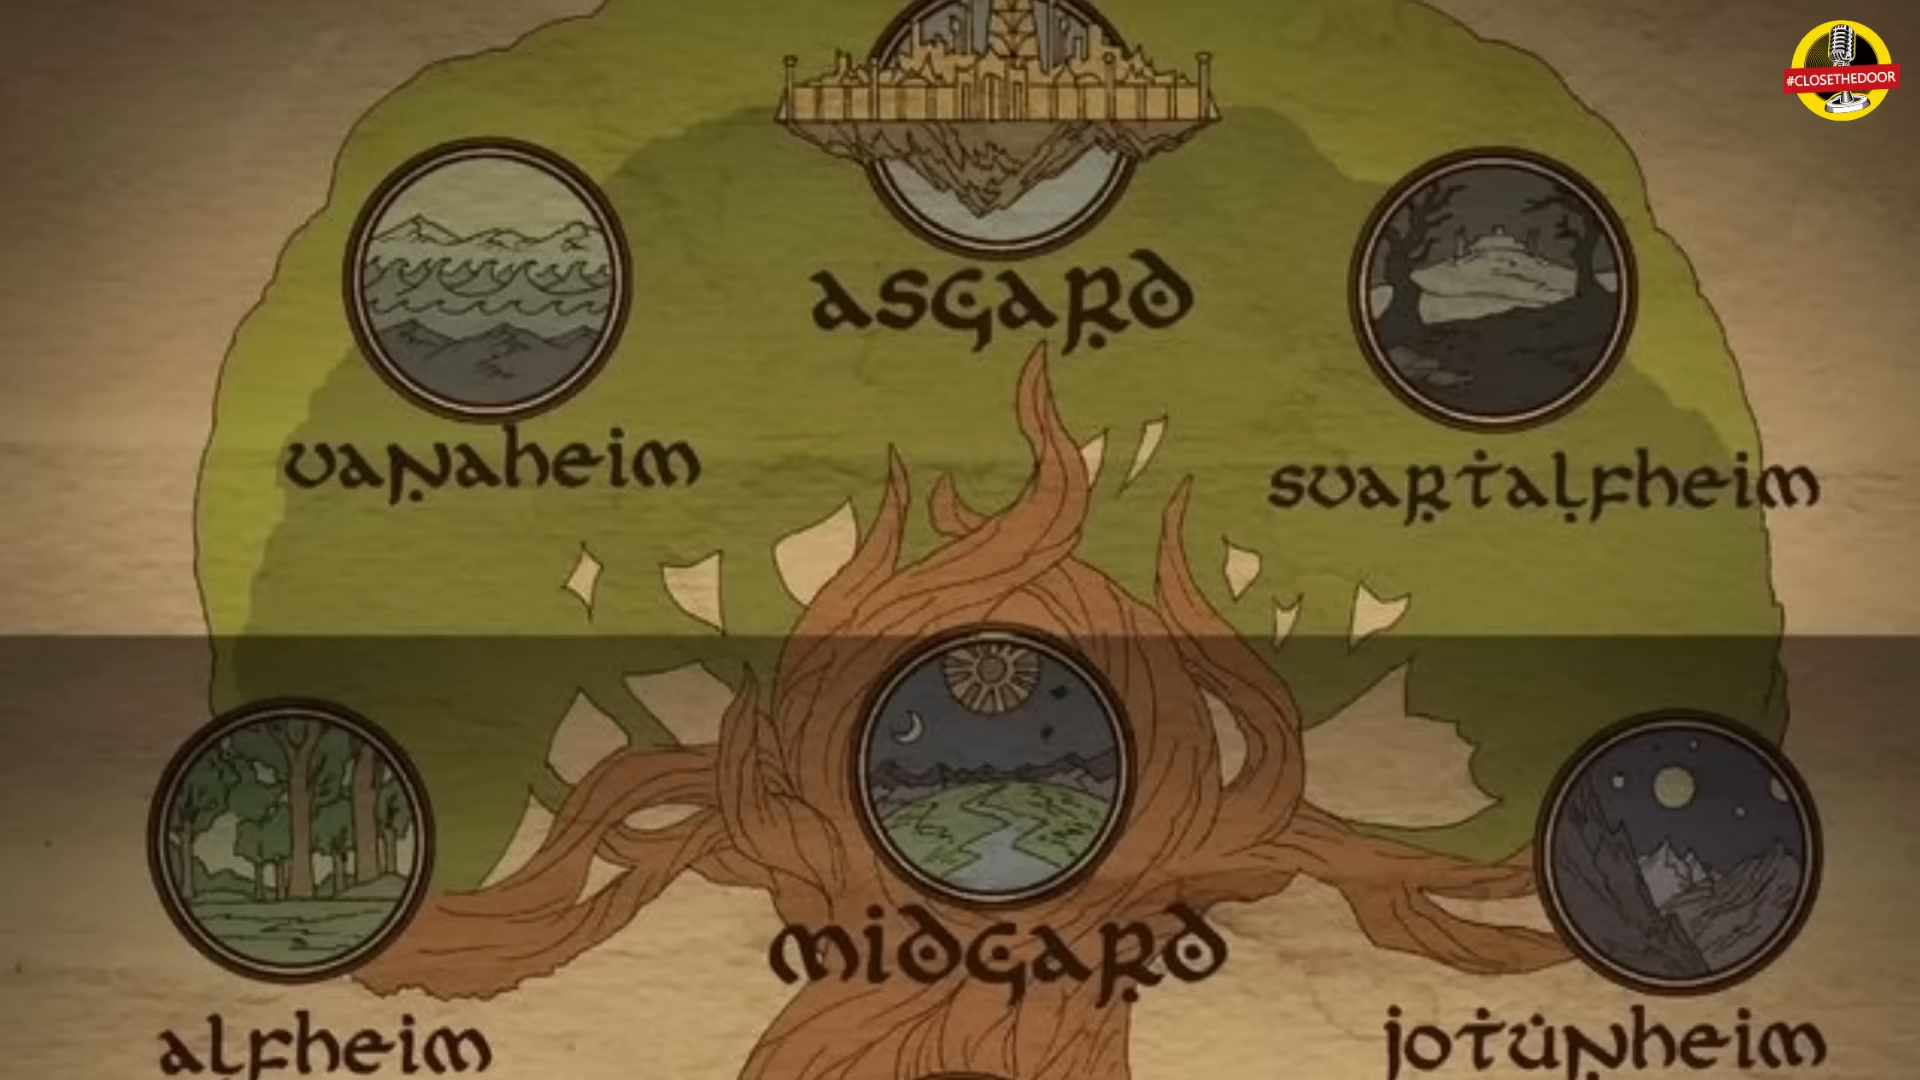 #CLOSETHEDOOR
asgard
vanaheim
svartalfheim
midgard
alfheim
jotünheim